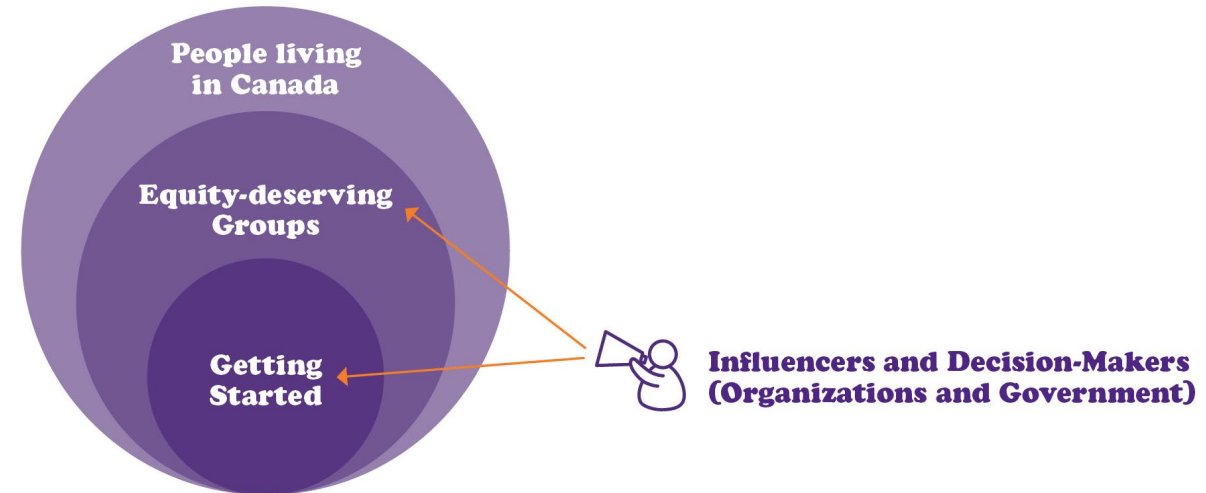 People living
in Canada
Equity-deserving
Groups
Getting
Started
Influencers and Decision-Makers
(Organizations and Government)